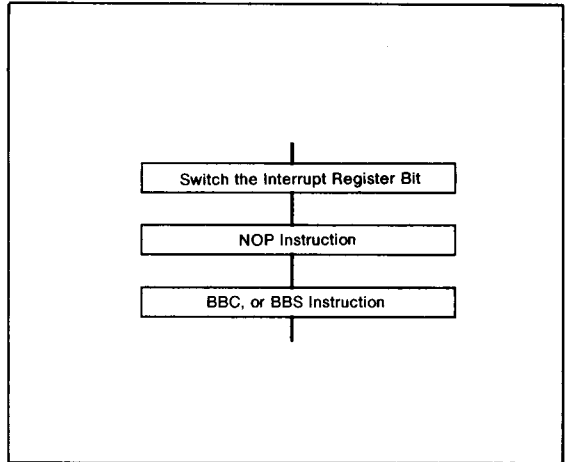 Switch the Interrupt Register Bit
NOP Instruction
BBC, or BBS Instruction